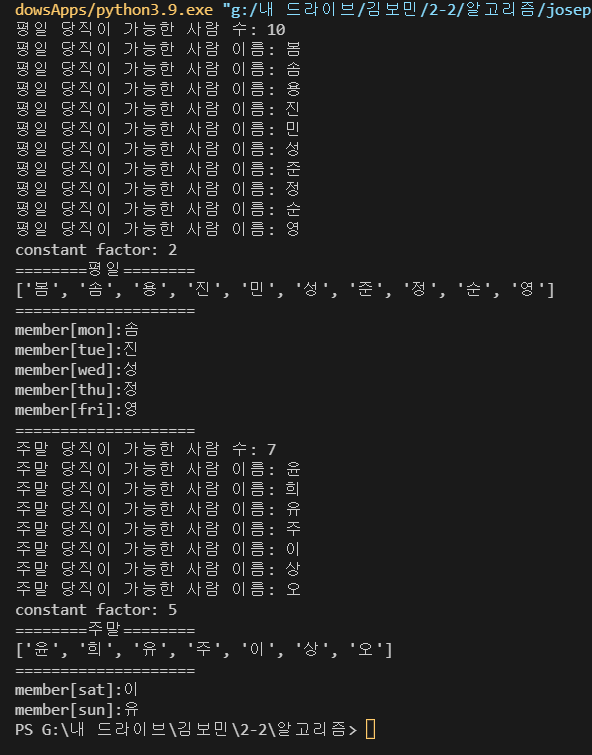 dowsApps/python3.9.exe "g:/내 드라이브/김보민/2-2/알고리즘/josep
평일 당직이 가능한 사람 수: 10
평일 당직이 가능한 사람 이름: 봄
평일 당직이 가능한 사람 이름: 솜
평일 당직이 가능한 사람 이름: 용
평일 당직이 가능한 사람 이름: 진
평일 당직이 가능한 사람 이름: 민
평일 당직이 가능한 사람 이름: 성
평일 당직이 가능한 사람 이름: 준
평일 당직이 가능한 사람 이름: 정
평일 당직이 가능한 사람 이름: 순
평일 당직이 가능한 사람 이름: 영
constant factor: 2
========평일========
['봄', '솜', '용', '진', '민', '성', '준', '정', '순', '영']
====================
member[mon]:솜
member[tue]:진
member[wed]:성
member[thu]:정
member[fri]:영
====================
주말 당직이 가능한 사람 수: 7
주말 당직이 가능한 사람 이름: 윤
주말 당직이 가능한 사람 이름: 희
주말 당직이 가능한 사람 이름: 유
주말 당직이 가능한 사람 이름: 주
주말 당직이 가능한 사람 이름: 이
주말 당직이 가능한 사람 이름: 상
주말 당직이 가능한 사람 이름: 오
constant factor: 5
========주말========
['윤', '희', '유', '주', '이', '상', '오']
====================
member[sat]:이
member[sun]:유
PS G:\내 드라이브\김보민\2-2\알고리즘>